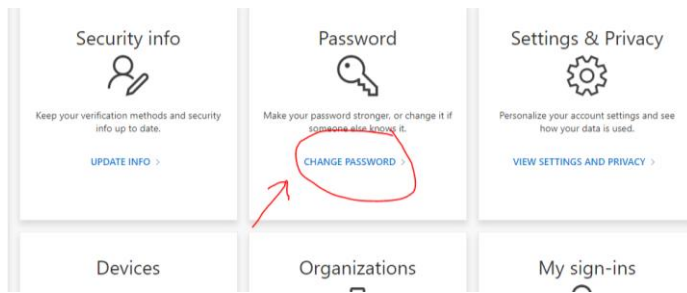 Security info
Keep your verification methods and security
info up to date.
UPDATE INFO >
Password
Make your password stronger, or change it if
someone else knows it.
CHANGE PASSWORD >
Settings & Privacy
Personalize your account settings and see
how your data is used.
VIEW SETTINGS AND PRIVACY >
Devices
Organizations
My sign-ins